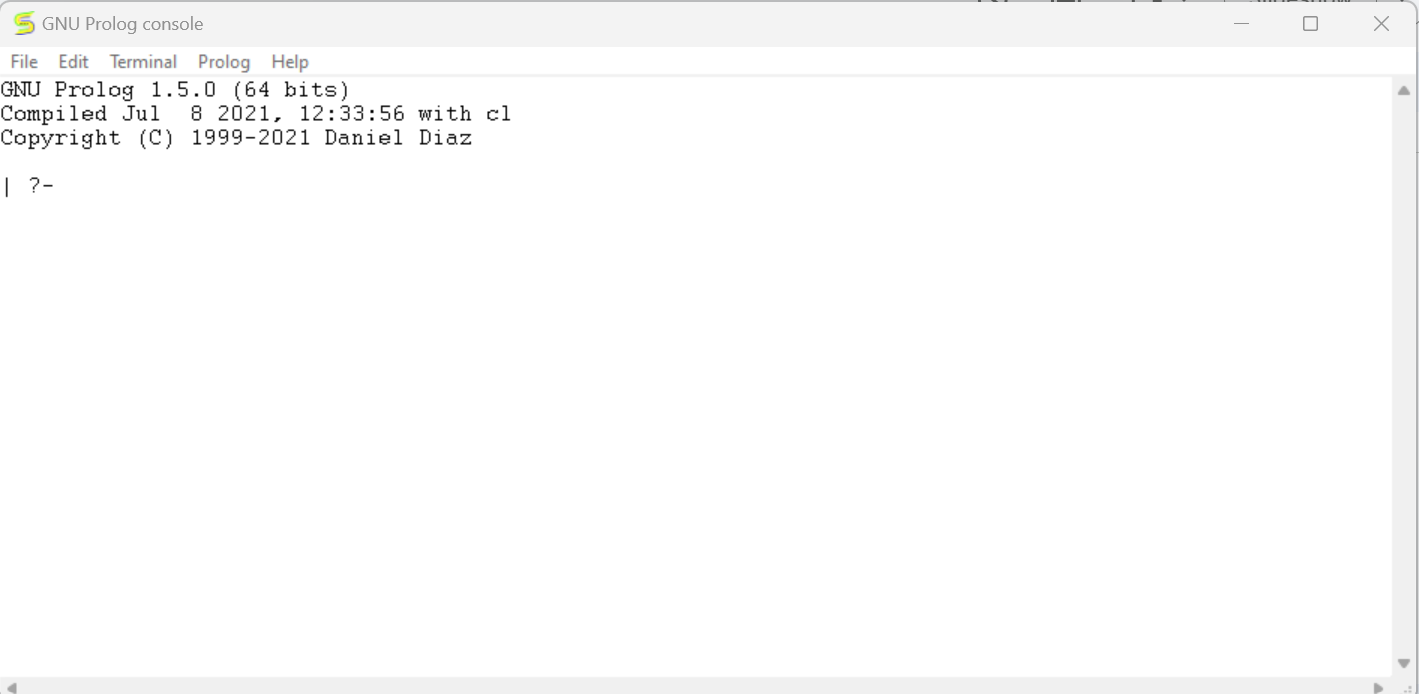 GNU Prolog console
File Edit Terminal Prolog Help
GNU Prolog 1.5.0 (64 bits)
Compiled Jul  8 2021, 12:33:56 with cl
Copyright (C) 1999-2021 Daniel Diaz
| ?-